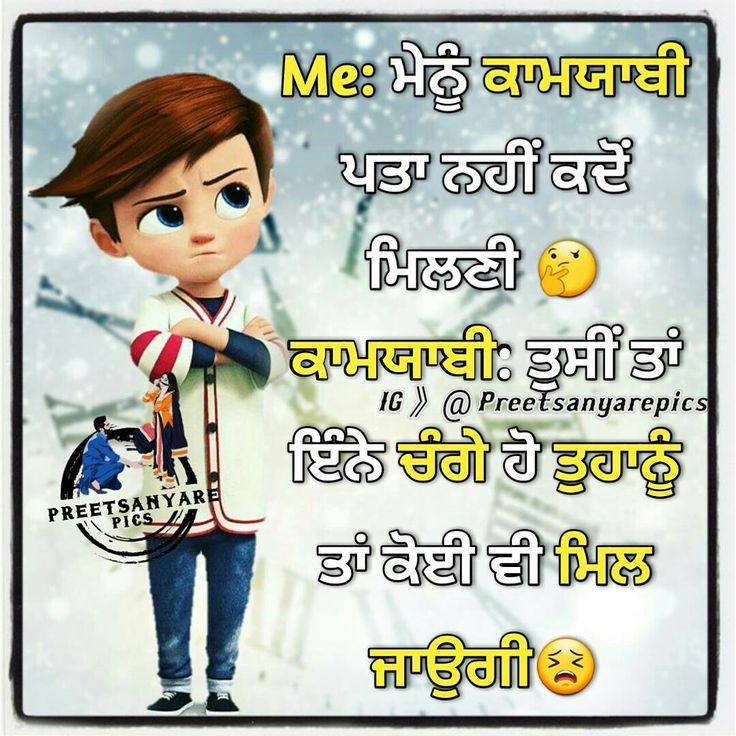 Me: ਮੇਨੂੰ ਕਾਮਯਾਬੀ
ਪਤਾ ਨਹੀਂ ਕਦੋਂ
ਮਿਲਣੀ 🤔
ਕਾਮਯਾਬੀ: ਤੁਸੀਂ ਤਾਂ
IG 》 @ Preetsanyarepics
ਇੰਨੇ ਚੰਗੇ ਹੋ ਤੁਹਾਨੂੰ
ਤਾਂ ਕੋਈ ਵੀ ਮਿਲ
ਜਾਊਗੀ😣
PREETSANYARE
PICS